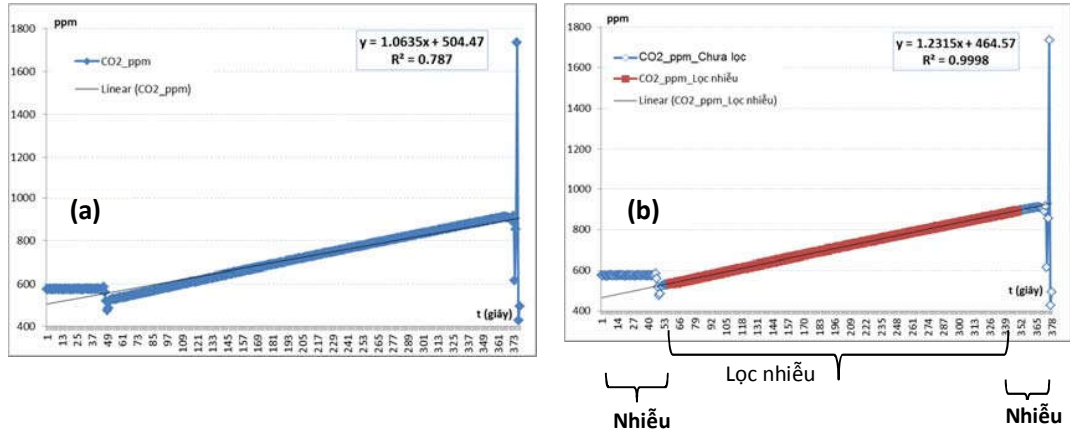 ppm
1800
1600
1400
1200
1000
800
600
400
y = 1.0635x + 504.47
R² = 0.787
CO2_ppm
Linear (CO2_ppm)
(a)
t (giây)
1 13 25 37 49 61 73 85 97 109 121 133 145 157 169 181 193 205 217 229 241 253 265 277 289 301 313 325 337 349 361 373
ppm
1800
1600
1400
1200
1000
800
600
400
y = 1.2315x + 464.57
R² = 0.9998
CO2_ppm_Chưa lọc
CO2_ppm_Lọc nhiễu
Linear (CO2_ppm_Lọc nhiễu)
(b)
t (giây)
1 14 27 40 53 66 79 92 105 118 131 144 157 170 183 196 209 222 235 248 261 274 287 300 313 326 339 352 365 378
Lọc nhiễu
Nhiễu
Nhiễu